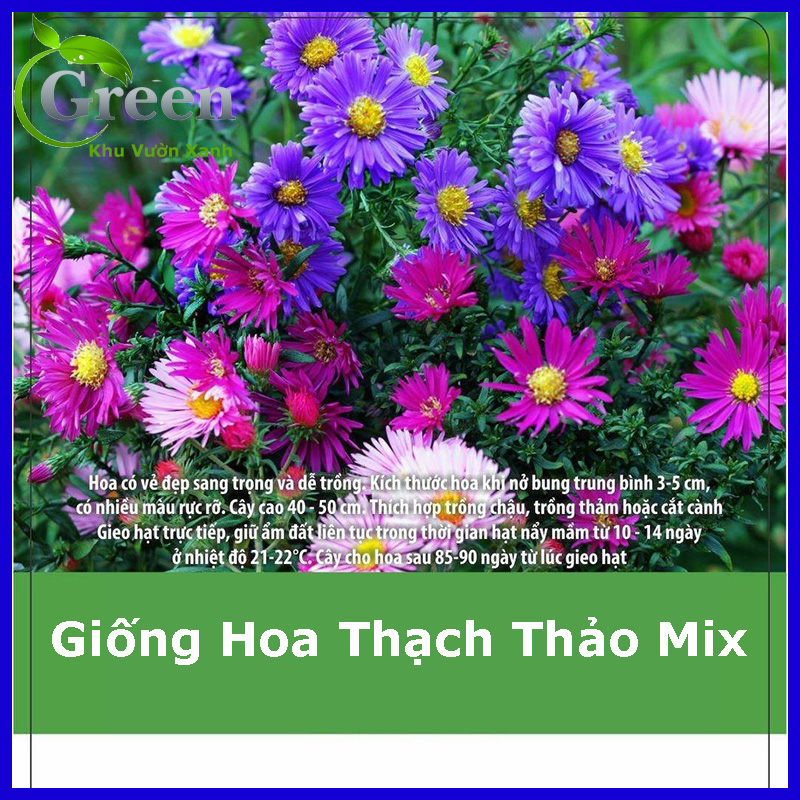 Green
Khu Vườn Xanh
Hoa có vẻ đẹp sang trọng và dễ trồng. Kích thước hoa khi nở bung trung bình 3-5 cm,
có nhiều màu rực rỡ. Cây cao 40 - 50 cm. Thích hợp trồng chậu, trồng thảm hoặc cắt cành
Gieo hạt trực tiếp, giữ ẩm đất liên tục trong thời gian hạt nẩy mầm từ 10 - 14 ngày
ở nhiệt độ 21-22°C. Cây cho hoa sau 85-90 ngày từ lúc gieo hạt
Giống Hoa Thạch Thảo Mix